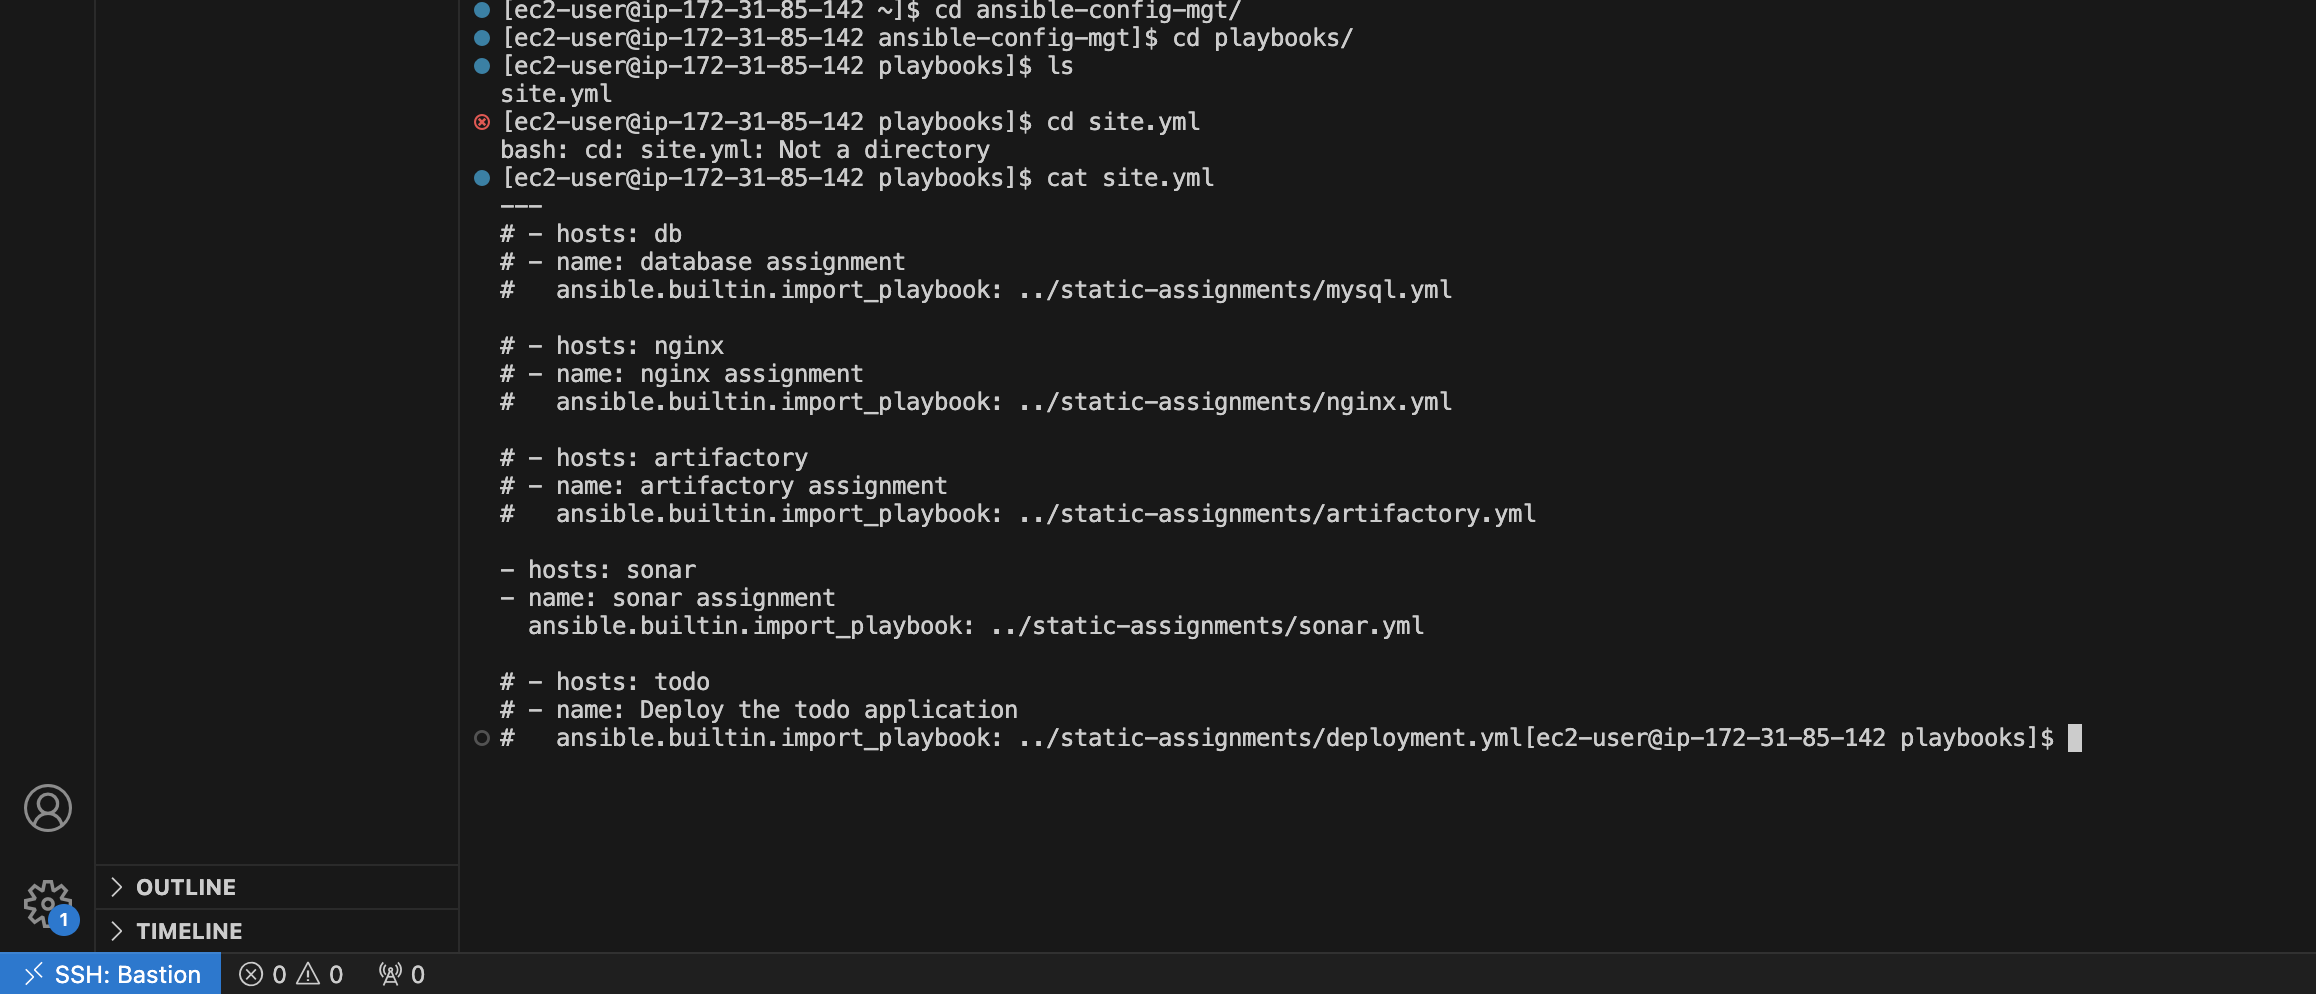 [ec2-user@ip-172-31-85-142 ~]$ cd ansible-config-mgt/
[ec2-user@ip-172-31-85-142 ansible-config-mgt]$ cd playbooks/
[ec2-user@ip-172-31-85-142 playbooks]$ ls
site.yml
[ec2-user@ip-172-31-85-142 playbooks]$ cd site.yml
bash: cd: site.yml: Not a directory
[ec2-user@ip-172-31-85-142 playbooks]$ cat site.yml
---
# - hosts: db
# - name: database assignment
#   ansible.builtin.import_playbook: ../static-assignments/mysql.yml
# - hosts: nginx
# - name: nginx assignment
#   ansible.builtin.import_playbook: ../static-assignments/nginx.yml
# - hosts: artifactory
# - name: artifactory assignment
#   ansible.builtin.import_playbook: ../static-assignments/artifactory.yml
- hosts: sonar
- name: sonar assignment
  ansible.builtin.import_playbook: ../static-assignments/sonar.yml
# - hosts: todo
# - name: Deploy the todo application
#   ansible.builtin.import_playbook: ../static-assignments/deployment.yml[ec2-user@ip-172-31-85-142 playbooks]$
OUTLINE
1
TIMELINE
SSH: Bastion 0 0 0